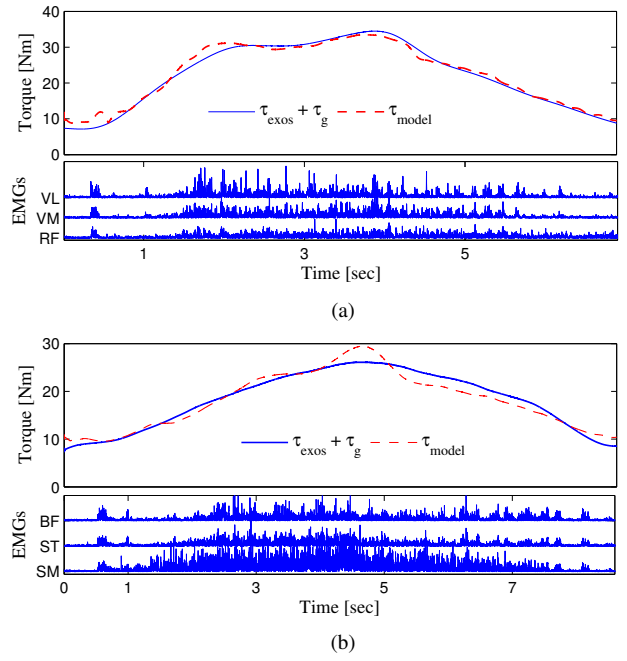 40
30
20
10
0
Torque [Nm]
τexos + τg
τmodel
EMGs
VL
VM
RF
1
3
5
Time [sec]
(a)
30
20
10
0
Torque [Nm]
τexos + τg
τmodel
EMGs
BF
ST
SM
0
1
3
5
7
Time [sec]
(b)